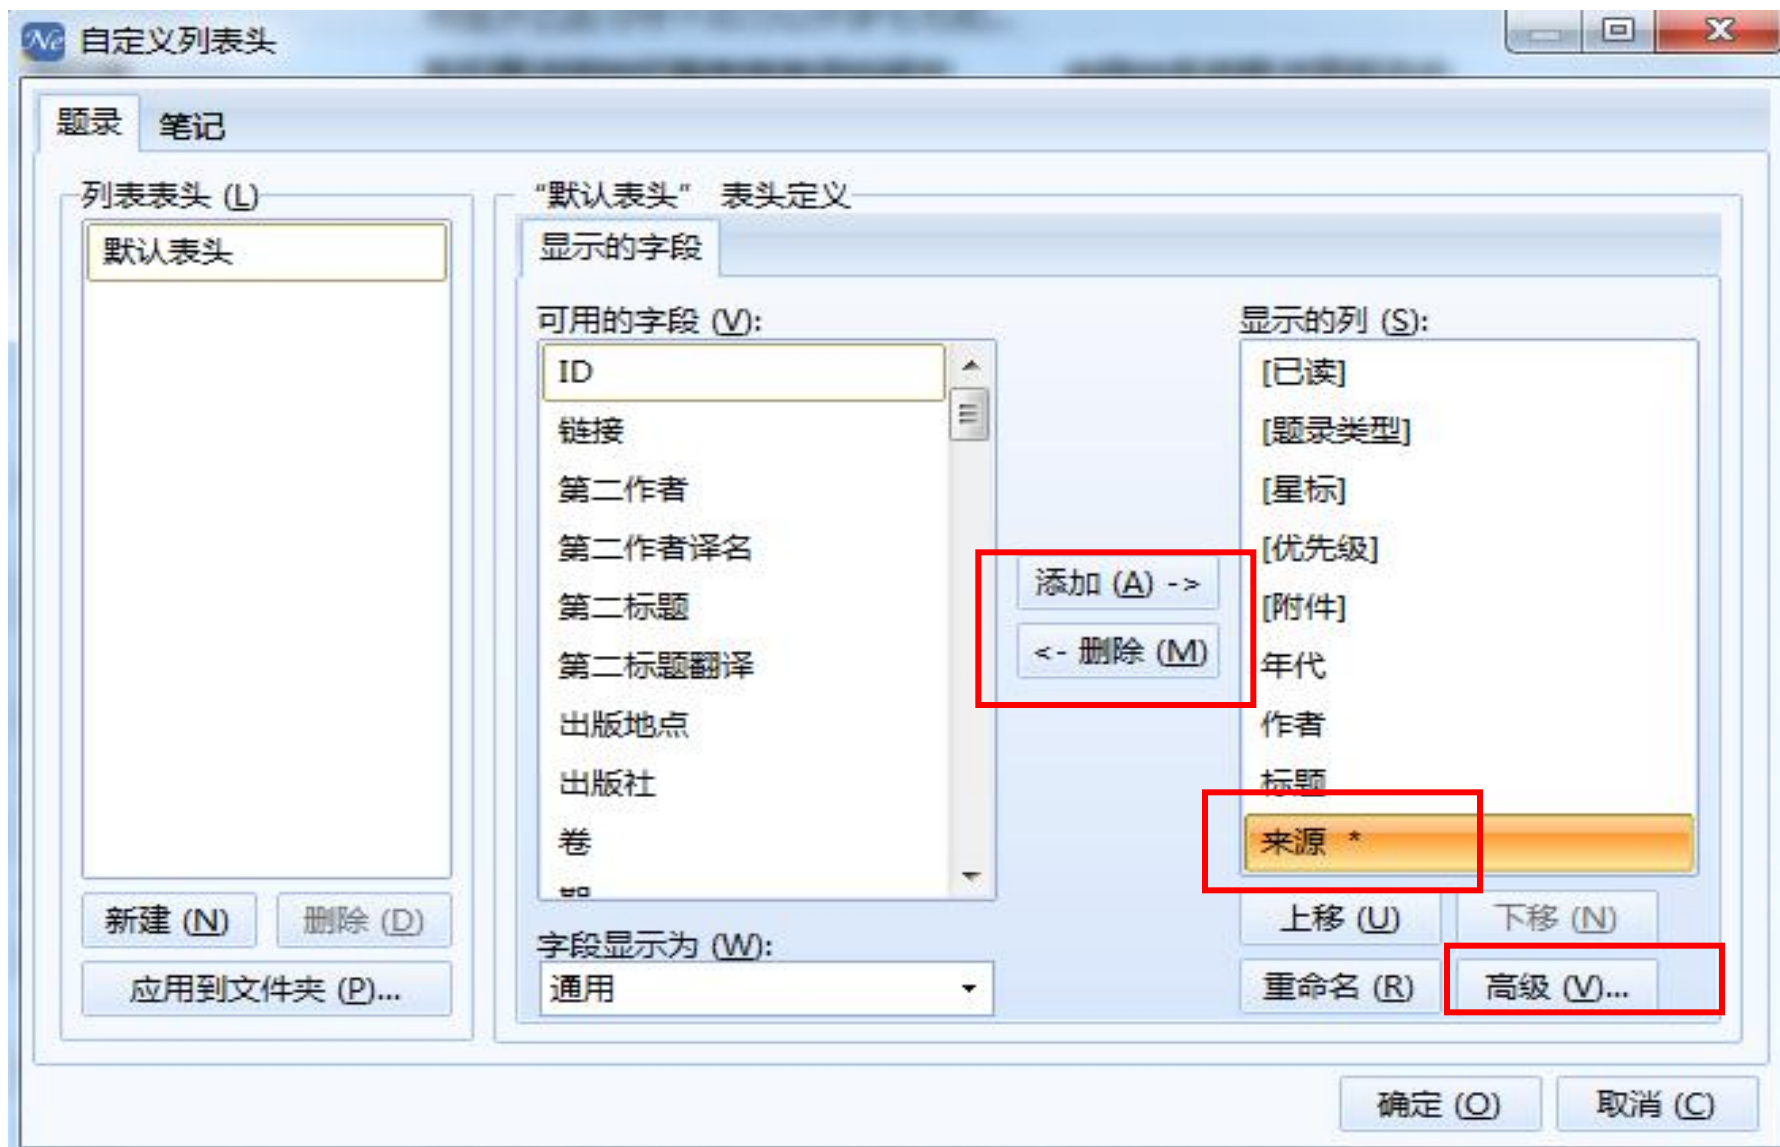 Ne 自定义列表头
题录 笔记
列表表头 (L)
默认表头
新建 (N) 删除 (D)
应用到文件夹 (P)...
“默认表头” 表头定义
显示的字段
可用的字段 (V):
ID
链接
第二作者
第二作者译名
第二标题
第二标题翻译
出版地点
出版社
卷
字段显示为 (W):
通用
添加 (A) ->
<- 删除 (M)
显示的列 (S):
[已读]
[题录类型]
[星标]
[优先级]
[附件]
年代
作者
标题
来源 *
上移 (U) 下移 (N)
重命名 (R) 高级 (V)...
确定 (O) 取消 (C)